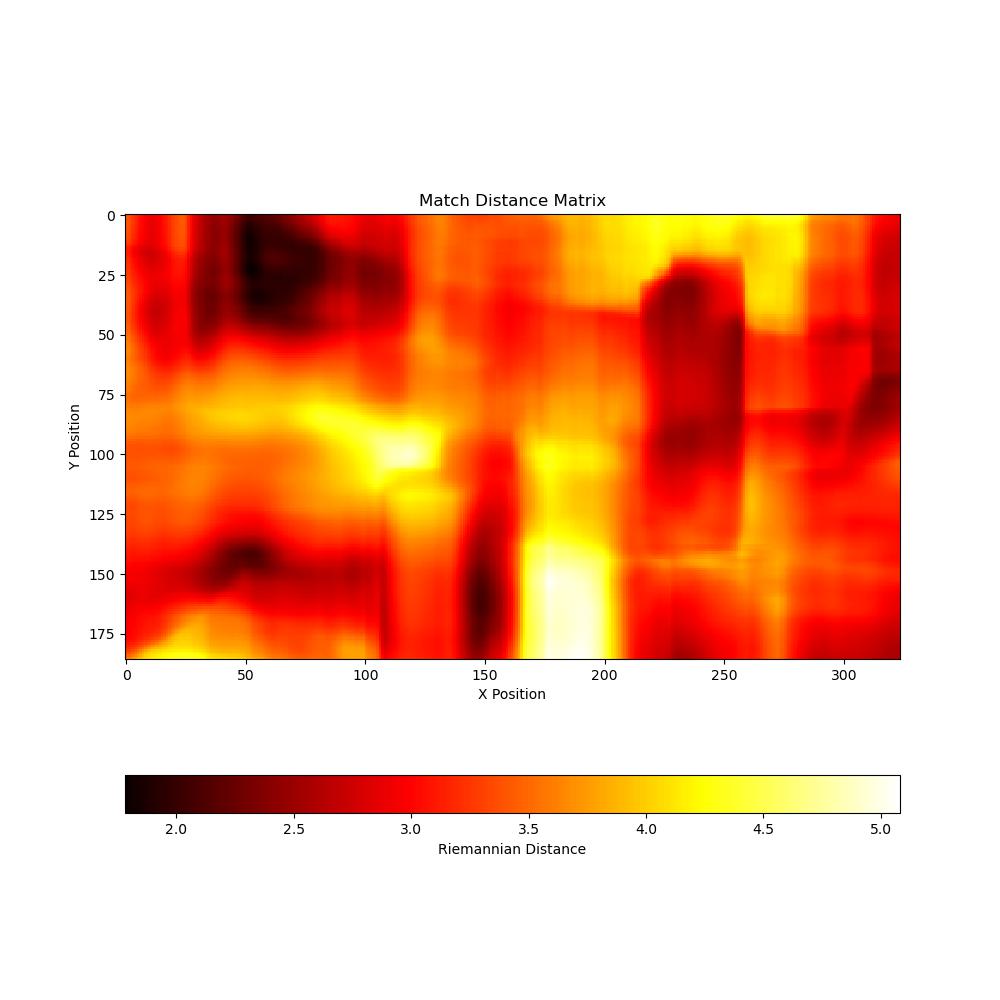 Match Distance Matrix
0
25
50
75
100
125
150
175
Y Position
0 50 100 150 200 250 300
X Position
2.0 2.5 3.0 3.5 4.0 4.5 5.0
Riemannian Distance